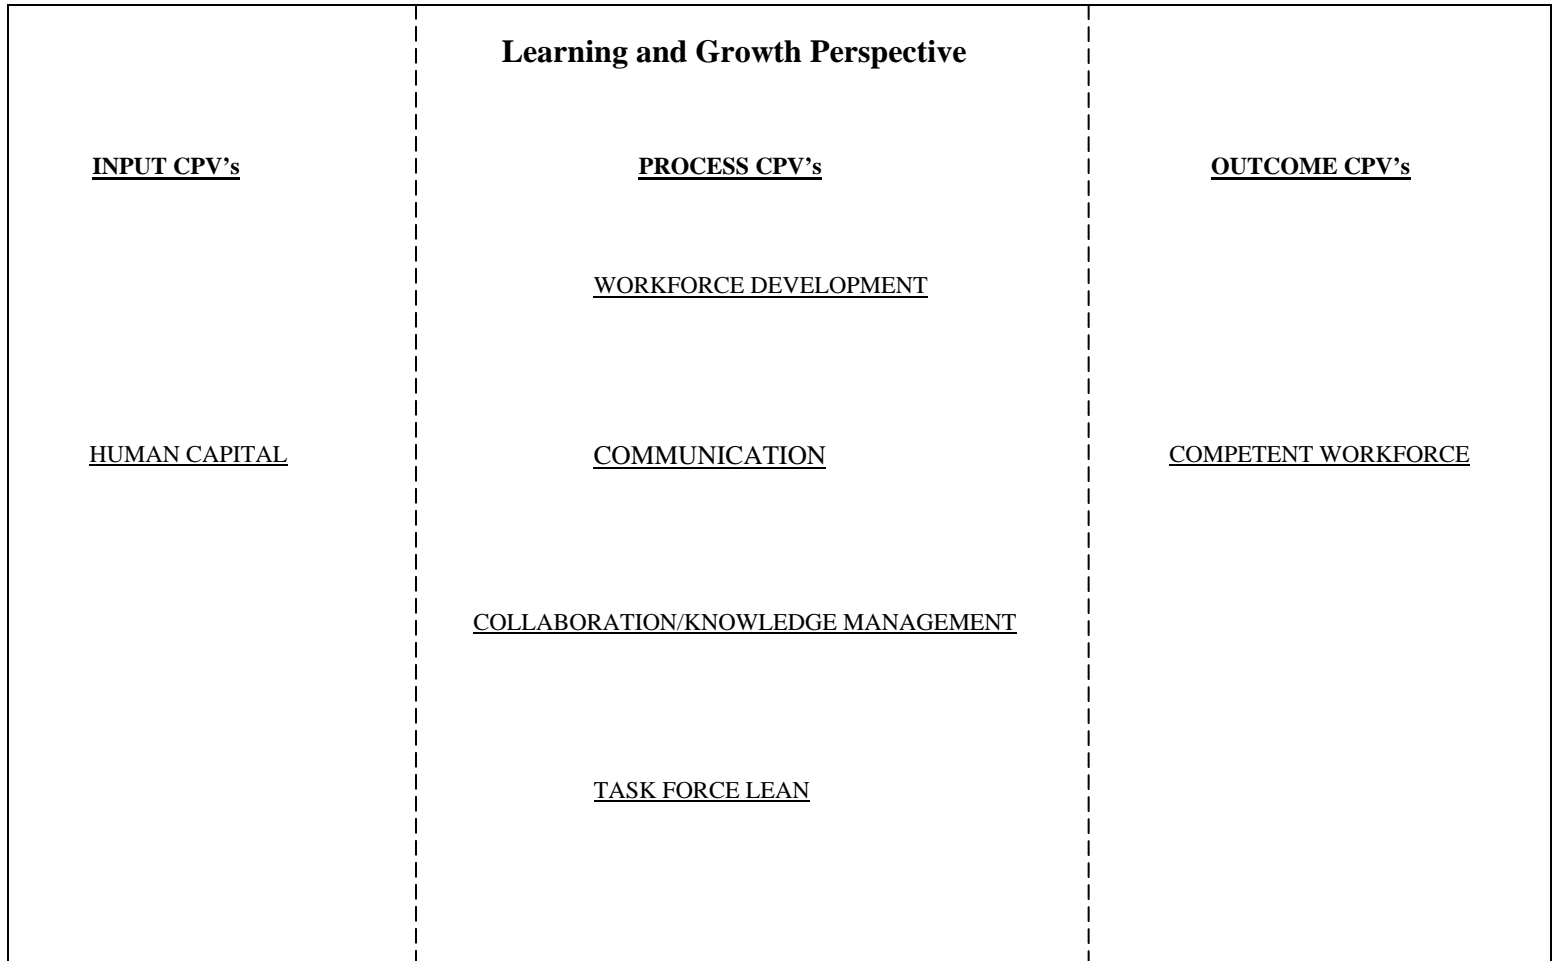 Learning and Growth Perspective
INPUT CPV’s
PROCESS CPV’s
OUTCOME CPV’s
WORKFORCE DEVELOPMENT
HUMAN CAPITAL
COMMUNICATION
COMPETENT WORKFORCE
COLLABORATION/KNOWLEDGE MANAGEMENT
TASK FORCE LEAN